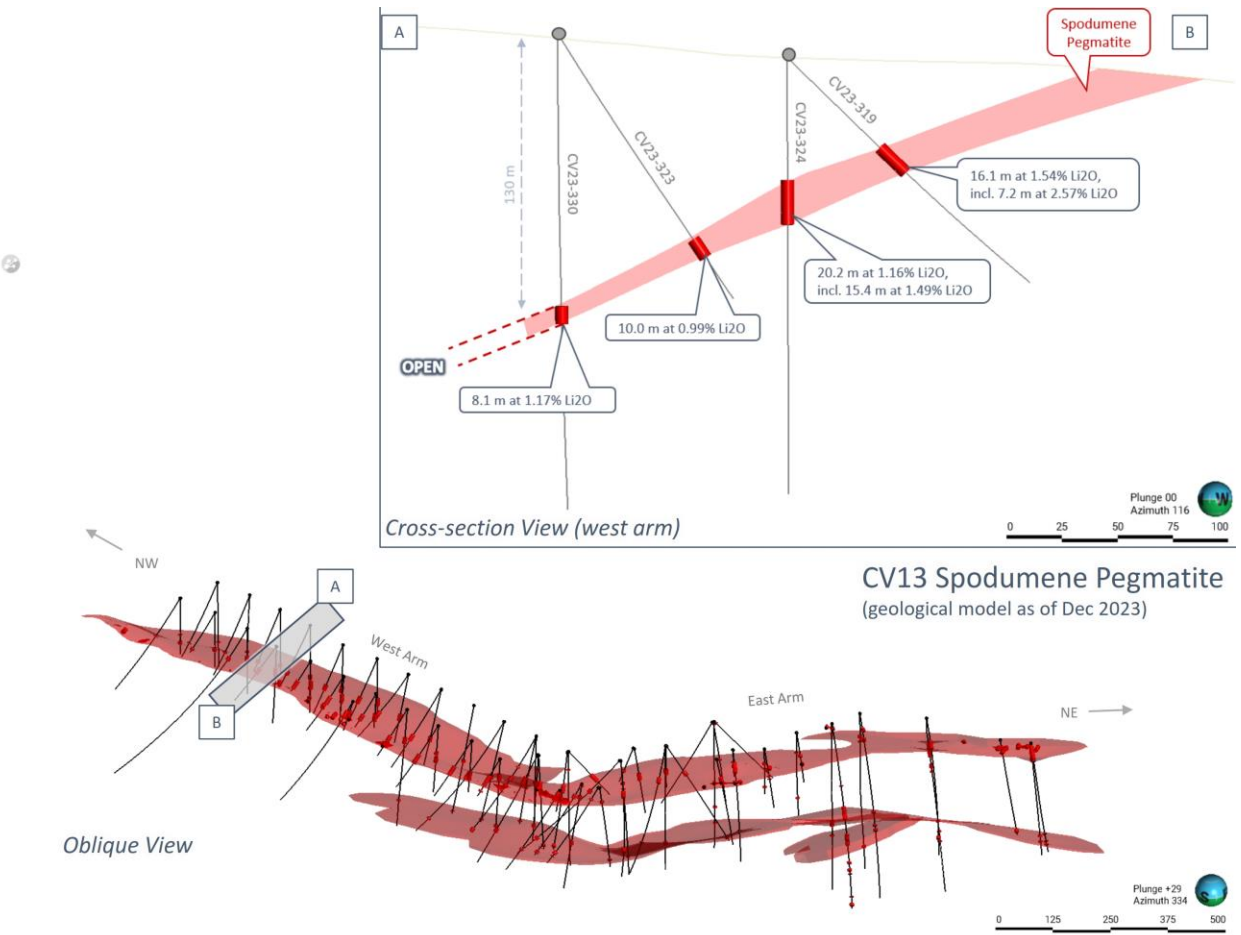 A
Spodumene
Pegmatite
B
130 m
CV23-330
CV23-323
CV23-324
CV23-319
16.1 m at 1.54% Li2O,
incl. 7.2 m at 2.57% Li2O
20.2 m at 1.16% Li2O,
incl. 15.4 m at 1.49% Li2O
10.0 m at 0.99% Li2O
OPEN
8.1 m at 1.17% Li2O
Cross-section View (west arm)
Plunge 00
Azimuth 116
W
0 25 50 75 100
CV13 Spodumene Pegmatite
(geological model as of Dec 2023)
NW
A
West Arm
B
East Arm
NE
Oblique View
Plunge +29
Azimuth 334
S
0 125 250 375 500